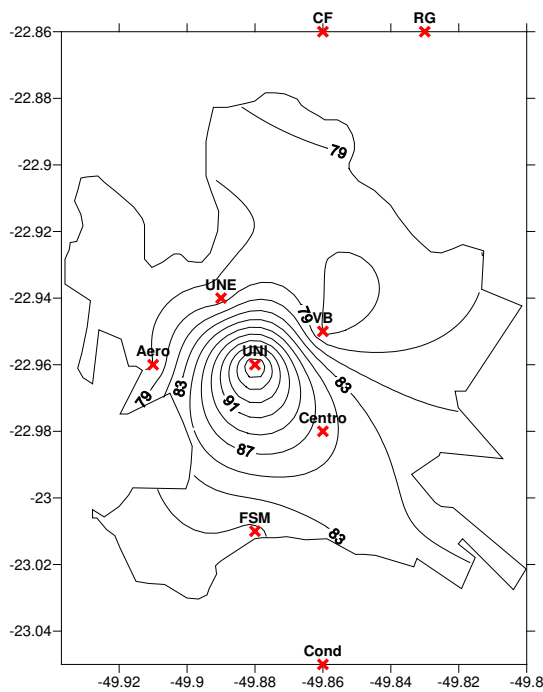 CF RG
-22.86
-22.88
79
-22.9
-22.92
UNE
-22.94
79 VB
Aero UNI
-22.96
83 83
79 91
Centro
-22.98
87
-23
FSM
83
-23.02
-23.04
Cond
-49.92 -49.9 -49.88 -49.86 -49.84 -49.82 -49.8